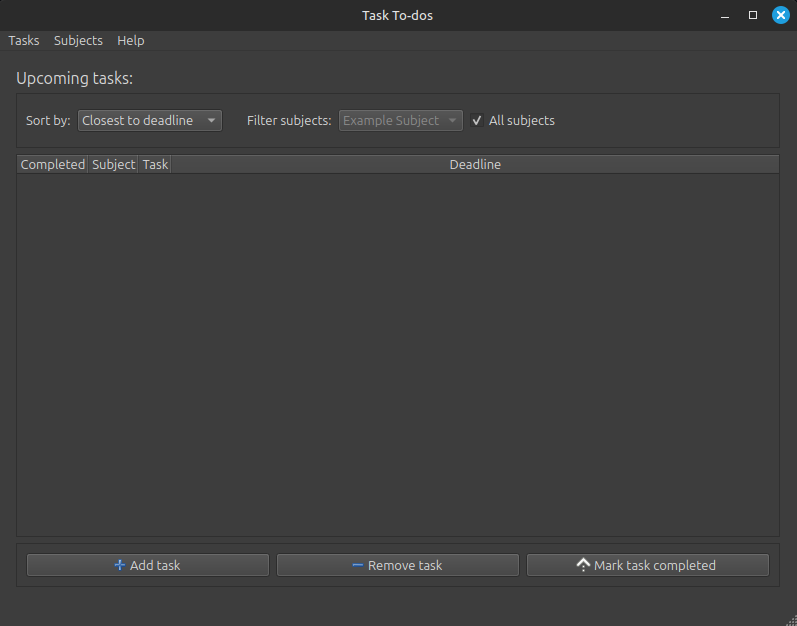 Task To-dos
Tasks Subjects Help
Upcoming tasks:
Sort by: Closest to deadline Filter subjects: Example Subject All subjects
Completed Subject Task Deadline
Add task Remove task Mark task completed